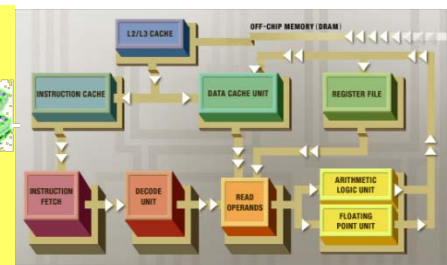 OFF-CHIP MEMORY (DRAM)
L2/L3 CACHE
INSTRUCTION CACHE
DATA CACHE UNIT
REGISTER FILE
INSTRUCTION
FETCH
DECODE
UNIT
READ
OPERANDS
ARITHMETIC
LOGIC UNIT
FLOATING
POINT UNIT